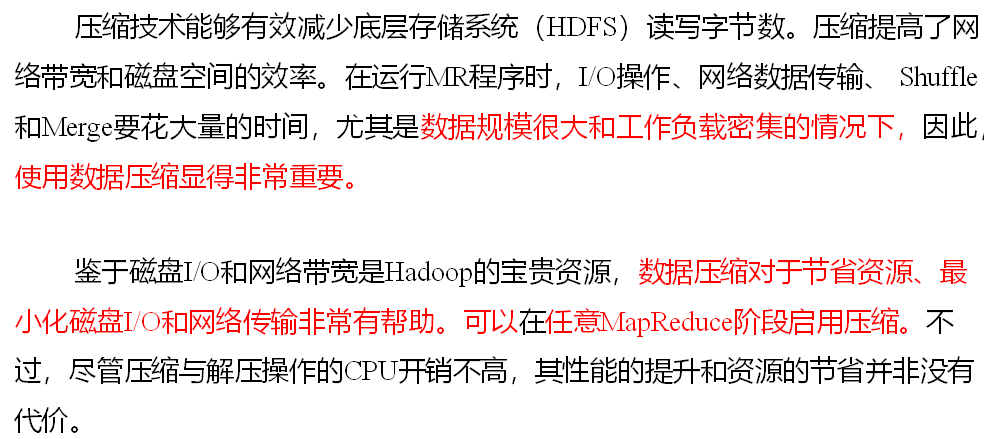 压缩技术能够有效减少底层存储系统（HDFS）读写字节数。压缩提高了网
络带宽和磁盘空间的效率。在运行MR程序时，I/O操作、网络数据传输、 Shuffle
和Merge要花大量的时间，尤其是数据规模很大和工作负载密集的情况下，因此，
使用数据压缩显得非常重要。
鉴于磁盘I/O和网络带宽是Hadoop的宝贵资源，数据压缩对于节省资源、最
小化磁盘I/O和网络传输非常有帮助。可以在任意MapReduce阶段启用压缩。不
过，尽管压缩与解压操作的CPU开销不高，其性能的提升和资源的节省并非没有
代价。